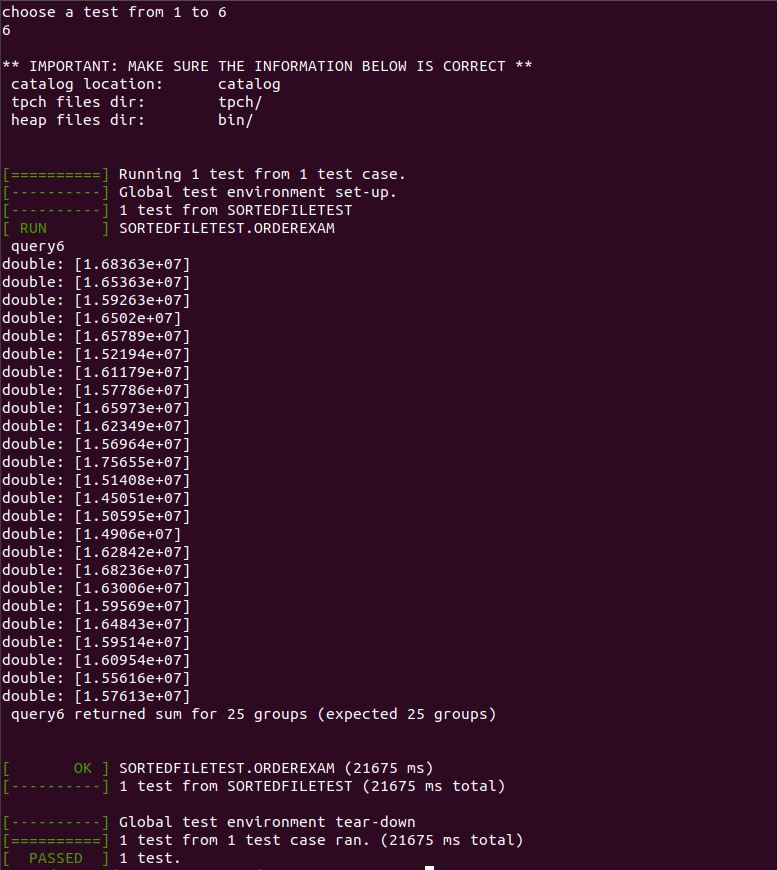 choose a test from 1 to 6
6
** IMPORTANT: MAKE SURE THE INFORMATION BELOW IS CORRECT **
catalog location:      catalog
tpch files dir:        tpch/
heap files dir:        bin/
[==========] Running 1 test from 1 test case.
[----------] Global test environment set-up.
[----------] 1 test from SORTEDFILETEST
[ RUN      ] SORTEDFILETEST.ORDEREXAM
query6
double: [1.68363e+07]
double: [1.65363e+07]
double: [1.59263e+07]
double: [1.6502e+07]
double: [1.65789e+07]
double: [1.52194e+07]
double: [1.61179e+07]
double: [1.57786e+07]
double: [1.65973e+07]
double: [1.62349e+07]
double: [1.56964e+07]
double: [1.75655e+07]
double: [1.51408e+07]
double: [1.45051e+07]
double: [1.50595e+07]
double: [1.4906e+07]
double: [1.62842e+07]
double: [1.68236e+07]
double: [1.63006e+07]
double: [1.59569e+07]
double: [1.64843e+07]
double: [1.59514e+07]
double: [1.60954e+07]
double: [1.55616e+07]
double: [1.57613e+07]
query6 returned sum for 25 groups (expected 25 groups)
[       OK ] SORTEDFILETEST.ORDEREXAM (21675 ms)
[----------] 1 test from SORTEDFILETEST (21675 ms total)
[----------] Global test environment tear-down
[==========] 1 test from 1 test case ran. (21675 ms total)
[  PASSED  ] 1 test.